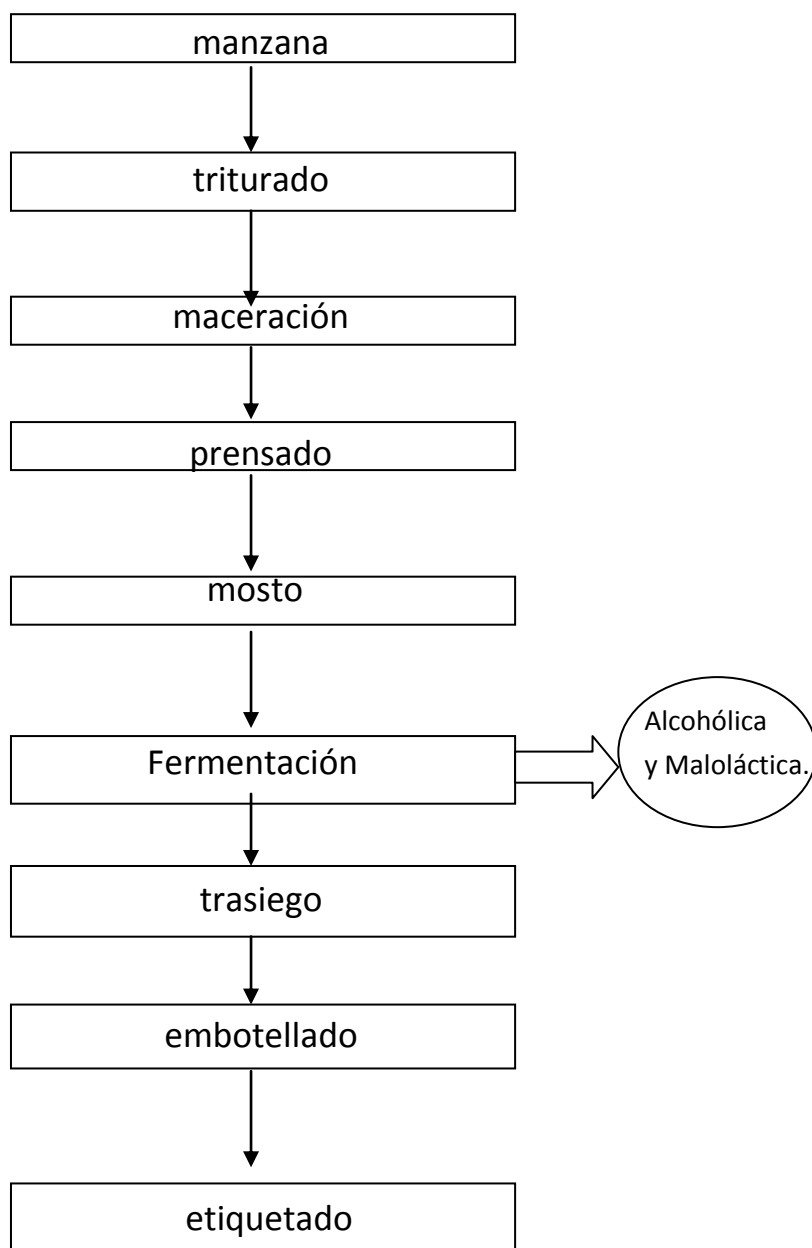 manzana
triturado
maceración
prensado
mosto
Fermentación
Alcohólica
y Maloláctica.
trasiego
embotellado
etiquetado